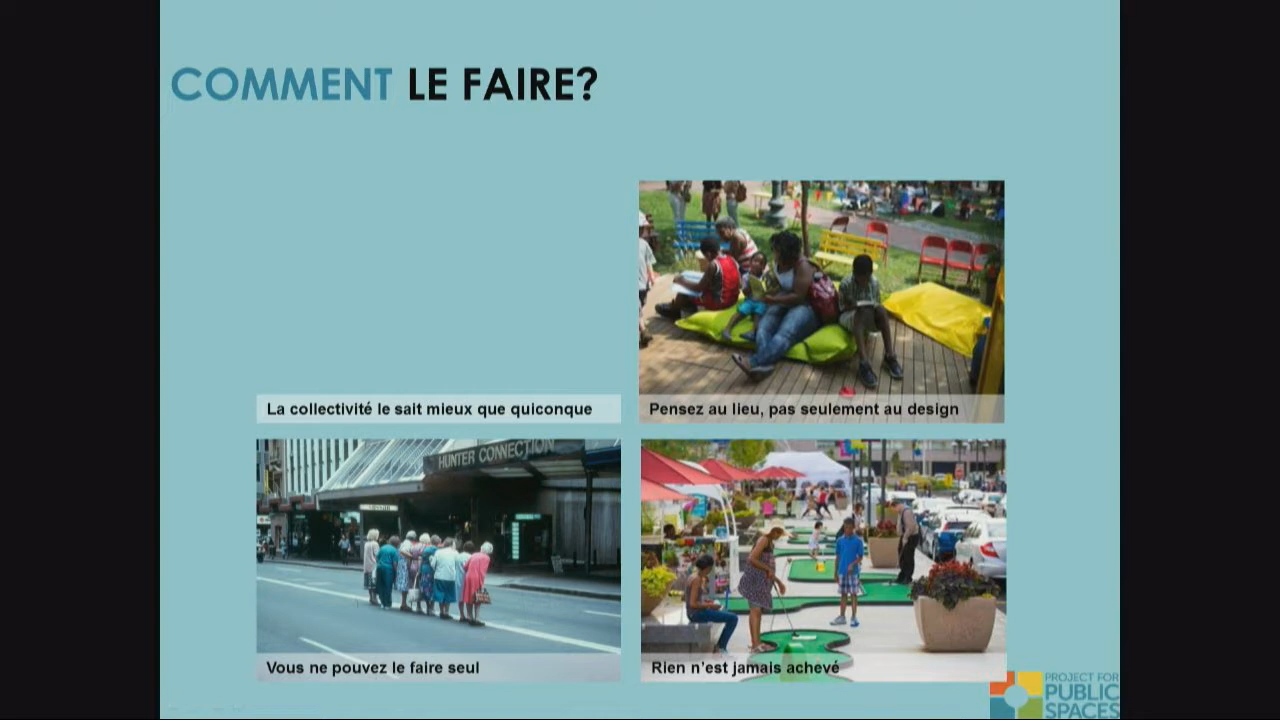 COMMENT LE FAIRE?
La collectivité le sait mieux que quiconque
Pensez au lieu, pas seulement au design
HUNTER CONNECTION
Vous ne pouvez le faire seul
Rien n'est jamais achevé
PROJECT FOR
PUBLIC
SPACES